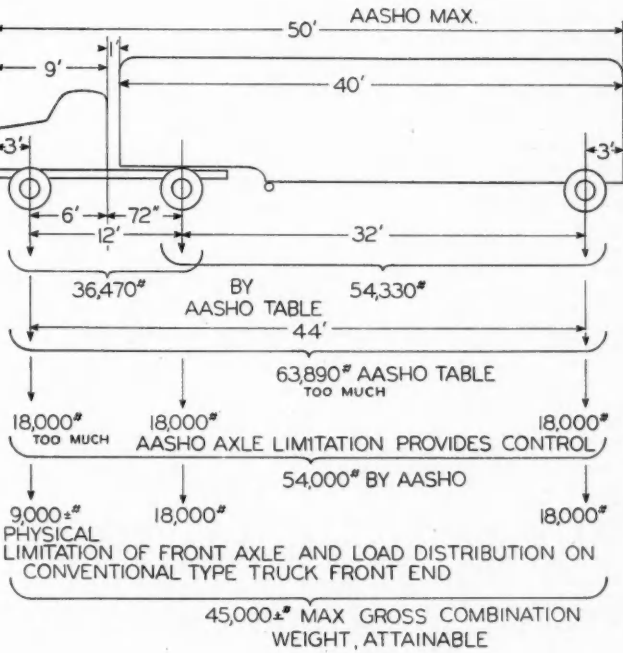 AASHO MAX.
50'
1'
9'
40'
3'
3'
6'
72"
12'
32'
36,470#
BY
AASHO TABLE
54,330#
44'
63,890# AASHO TABLE
TOO MUCH
18,000#
18,000#
18,000#
TOO MUCH
AASHO AXLE LIMITATION PROVIDES CONTROL
54,000# BY AASHO
9,000±#
18,000#
18,000#
PHYSICAL
LIMITATION OF FRONT AXLE AND LOAD DISTRIBUTION ON
CONVENTIONAL TYPE TRUCK FRONT END
45,000±# MAX GROSS COMBINATION
WEIGHT, ATTAINABLE